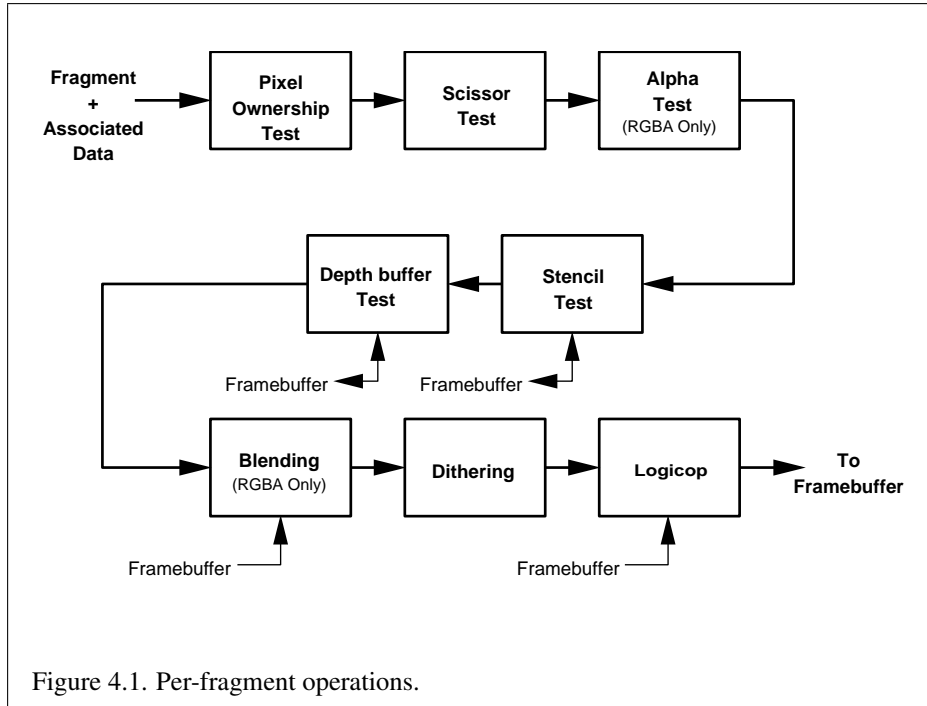 Fragment
+
Associated
Data
Pixel
Ownership
Test
Scissor
Test
Alpha
Test
(RGBA Only)
Depth buffer
Test
Stencil
Test
Framebuffer
Framebuffer
Blending
(RGBA Only)
Dithering
Logicop
To
Framebuffer
Framebuffer
Framebuffer
Figure 4.1. Per-fragment operations.